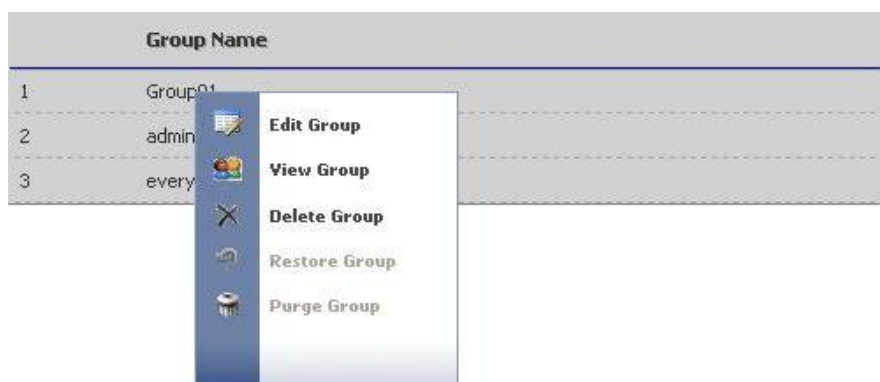 Group Name
1 Group01
Edit Group
2 admin
View Group
3 every
Delete Group
Restore Group
Purge Group